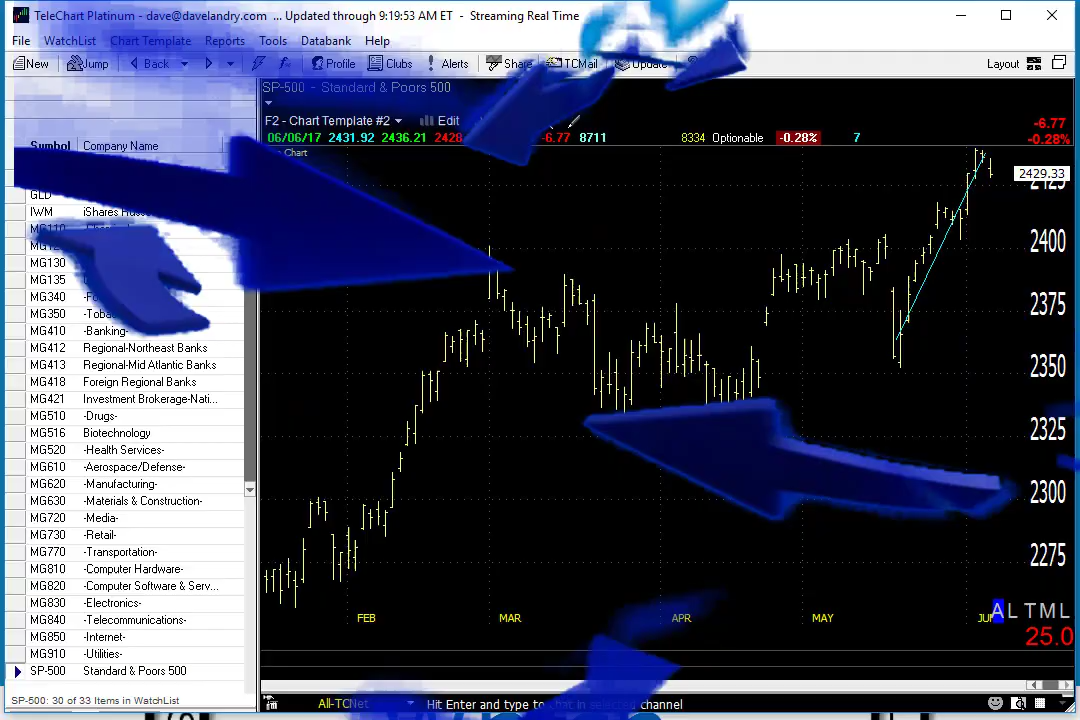 TeleChart Platinum - dave@davelandry.com ... Updated through 9:19:53 AM ET - Streaming Real Time
File WatchList Chart Template Reports Tools Databank Help
New Jump Back Profile Clubs Alerts Share TCMail Update Layout
SP-500 - Standard & Poors 500
F2 - Chart Template #2 Edit
-6.77
06/06/17 2431.92 2436.21 2428 -6.77 8711 8334 Optionable -0.28% 7
-0.28%
Symbol Company Name
Chart
2429.33
2425
GLD
IWM iShares
MG110
MG130
MG135
MG340
MG350
MG410 -Banking-
MG412 Regional-Northeast Banks
MG413 Regional-Mid Atlantic Banks
MG418 Foreign Regional Banks
MG421 Investment Brokerage-Nati...
MG510 -Drugs-
MG516 Biotechnology
MG520 -Health Services-
MG610 -Aerospace/Defense-
MG620 -Manufacturing-
MG630 -Materials & Construction-
MG720 -Media-
MG730 -Retail-
MG770 -Transportation-
MG810 -Computer Hardware-
MG820 -Computer Software & Serv...
MG830 -Electronics-
MG840 -Telecommunications-
MG850 -Internet-
MG910 -Utilities-
SP-500 Standard & Poors 500
2400
2375
2350
2325
2300
2275
FEB MAR APR MAY JUN
A L T M L
25.0
SP-500: 30 of 33 Items in WatchList
All-TCNet Hit Enter and type to chat in selected channel